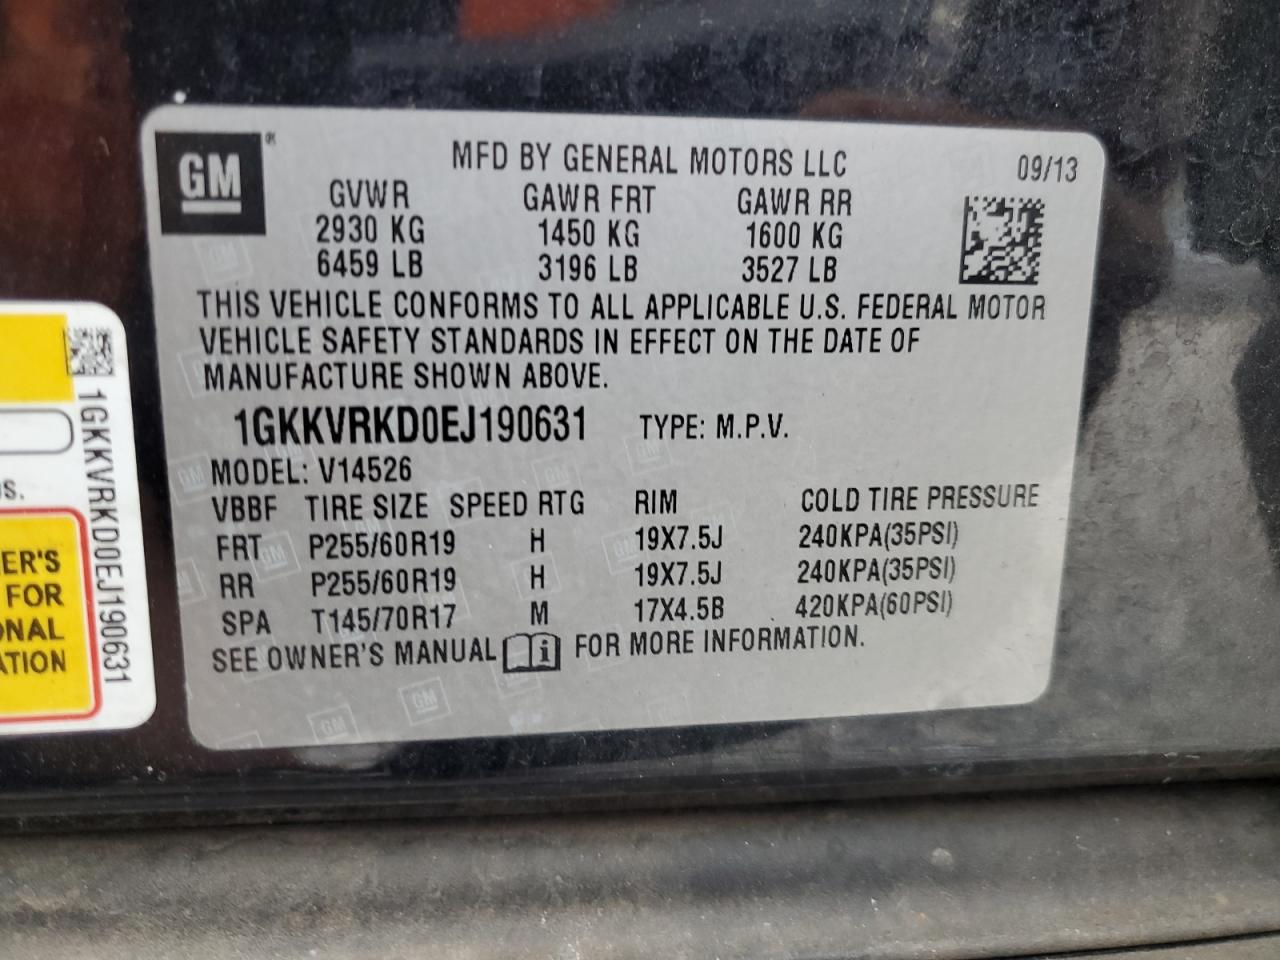 GM
®
MFD BY GENERAL MOTORS LLC
09/13
GVWR GAWR FRT GAWR RR
2930 KG 1450 KG 1600 KG
6459 LB 3196 LB 3527 LB
THIS VEHICLE CONFORMS TO ALL APPLICABLE U.S. FEDERAL MOTOR
VEHICLE SAFETY STANDARDS IN EFFECT ON THE DATE OF
MANUFACTURE SHOWN ABOVE.
1GKKVRKD0EJ190631 TYPE: M.P.V.
MODEL: V14526
VBBF TIRE SIZE SPEED RTG RIM COLD TIRE PRESSURE
FRT P255/60R19 H 19X7.5J 240KPA(35PSI)
RR P255/60R19 H 19X7.5J 240KPA(35PSI)
SPA T145/70R17 M 17X4.5B 420KPA(60PSI)
SEE OWNER'S MANUAL i FOR MORE INFORMATION.
1GKKVRKD0EJ190631
ER'S
FOR
ONAL
ATION